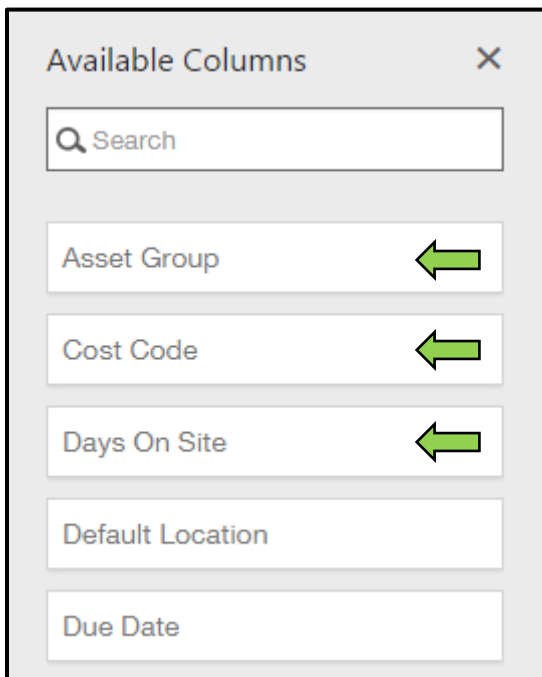 Available Columns
Search
Asset Group
Cost Code
Days On Site
Default Location
Due Date